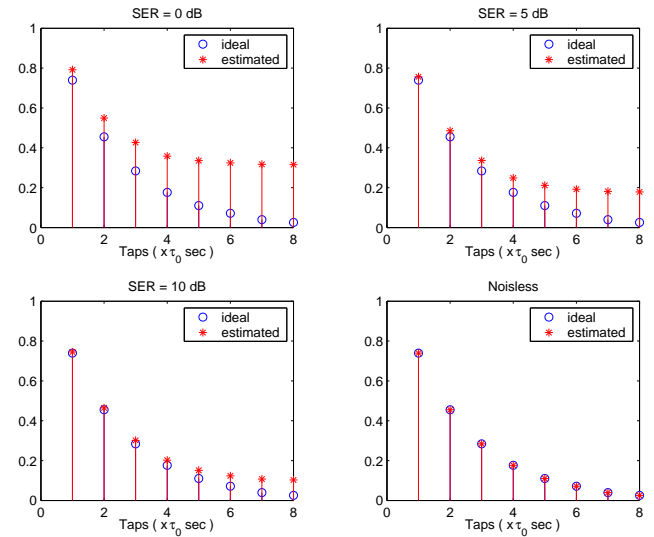 SER = 0 dB
1
0.8
0.6
0.4
0.2
0
0 2 4 6 8
Taps ( x τ0 sec)
ideal
estimated
SER = 5 dB
1
0.8
0.6
0.4
0.2
0
0 2 4 6 8
Taps ( x τ0 sec)
ideal
estimated
SER = 10 dB
1
0.8
0.6
0.4
0.2
0
0 2 4 6 8
Taps ( x τ0 sec)
ideal
estimated
Noisless
1
0.8
0.6
0.4
0.2
0
0 2 4 6 8
Taps ( x τ0 sec)
ideal
estimated